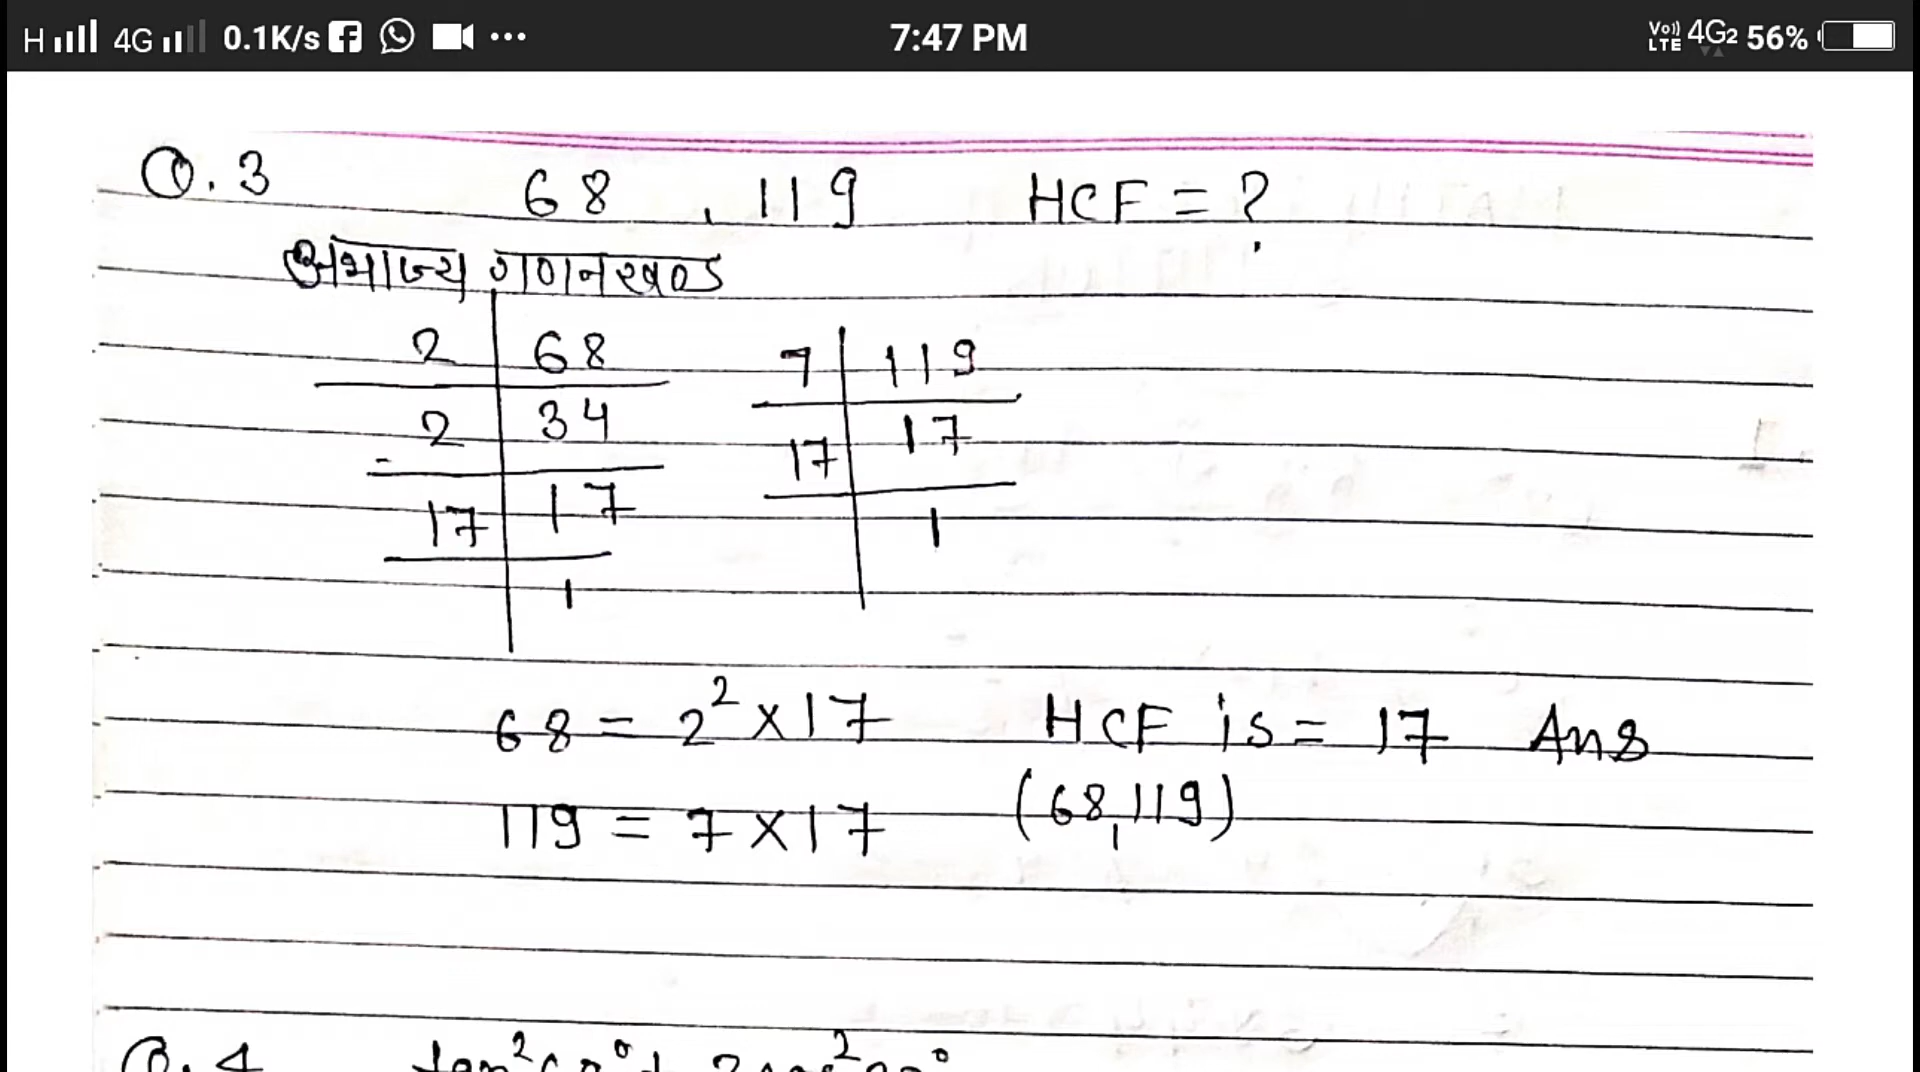 H 4G 0.1K/s ... 7:47 PM Vo)) LTE 4G2 56%
Q. 3 68 , 119 HCF = ?
अभाज्य गुणनखण्ड
2 | 68 7 | 119
2 | 34 17 | 17
17 | 17 1
1
68 = 2² × 17 HCF is = 17 Ans
119 = 7 × 17 (68, 119)
Q. 4